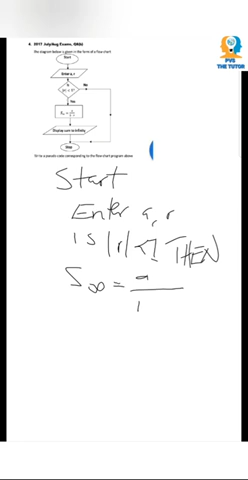 4. 2017 July/Aug Exams, Q8(b)
The diagram below is given in the form of a flow chart
PVS
THE TUTOR
Start
Enter a, r
No
Yes
Display sum to infinity
Stop
Write a pseudo code corresponding to the flow chart program above
Start
Enter a, r
is |r|<1 THEN
S∞ = a
1